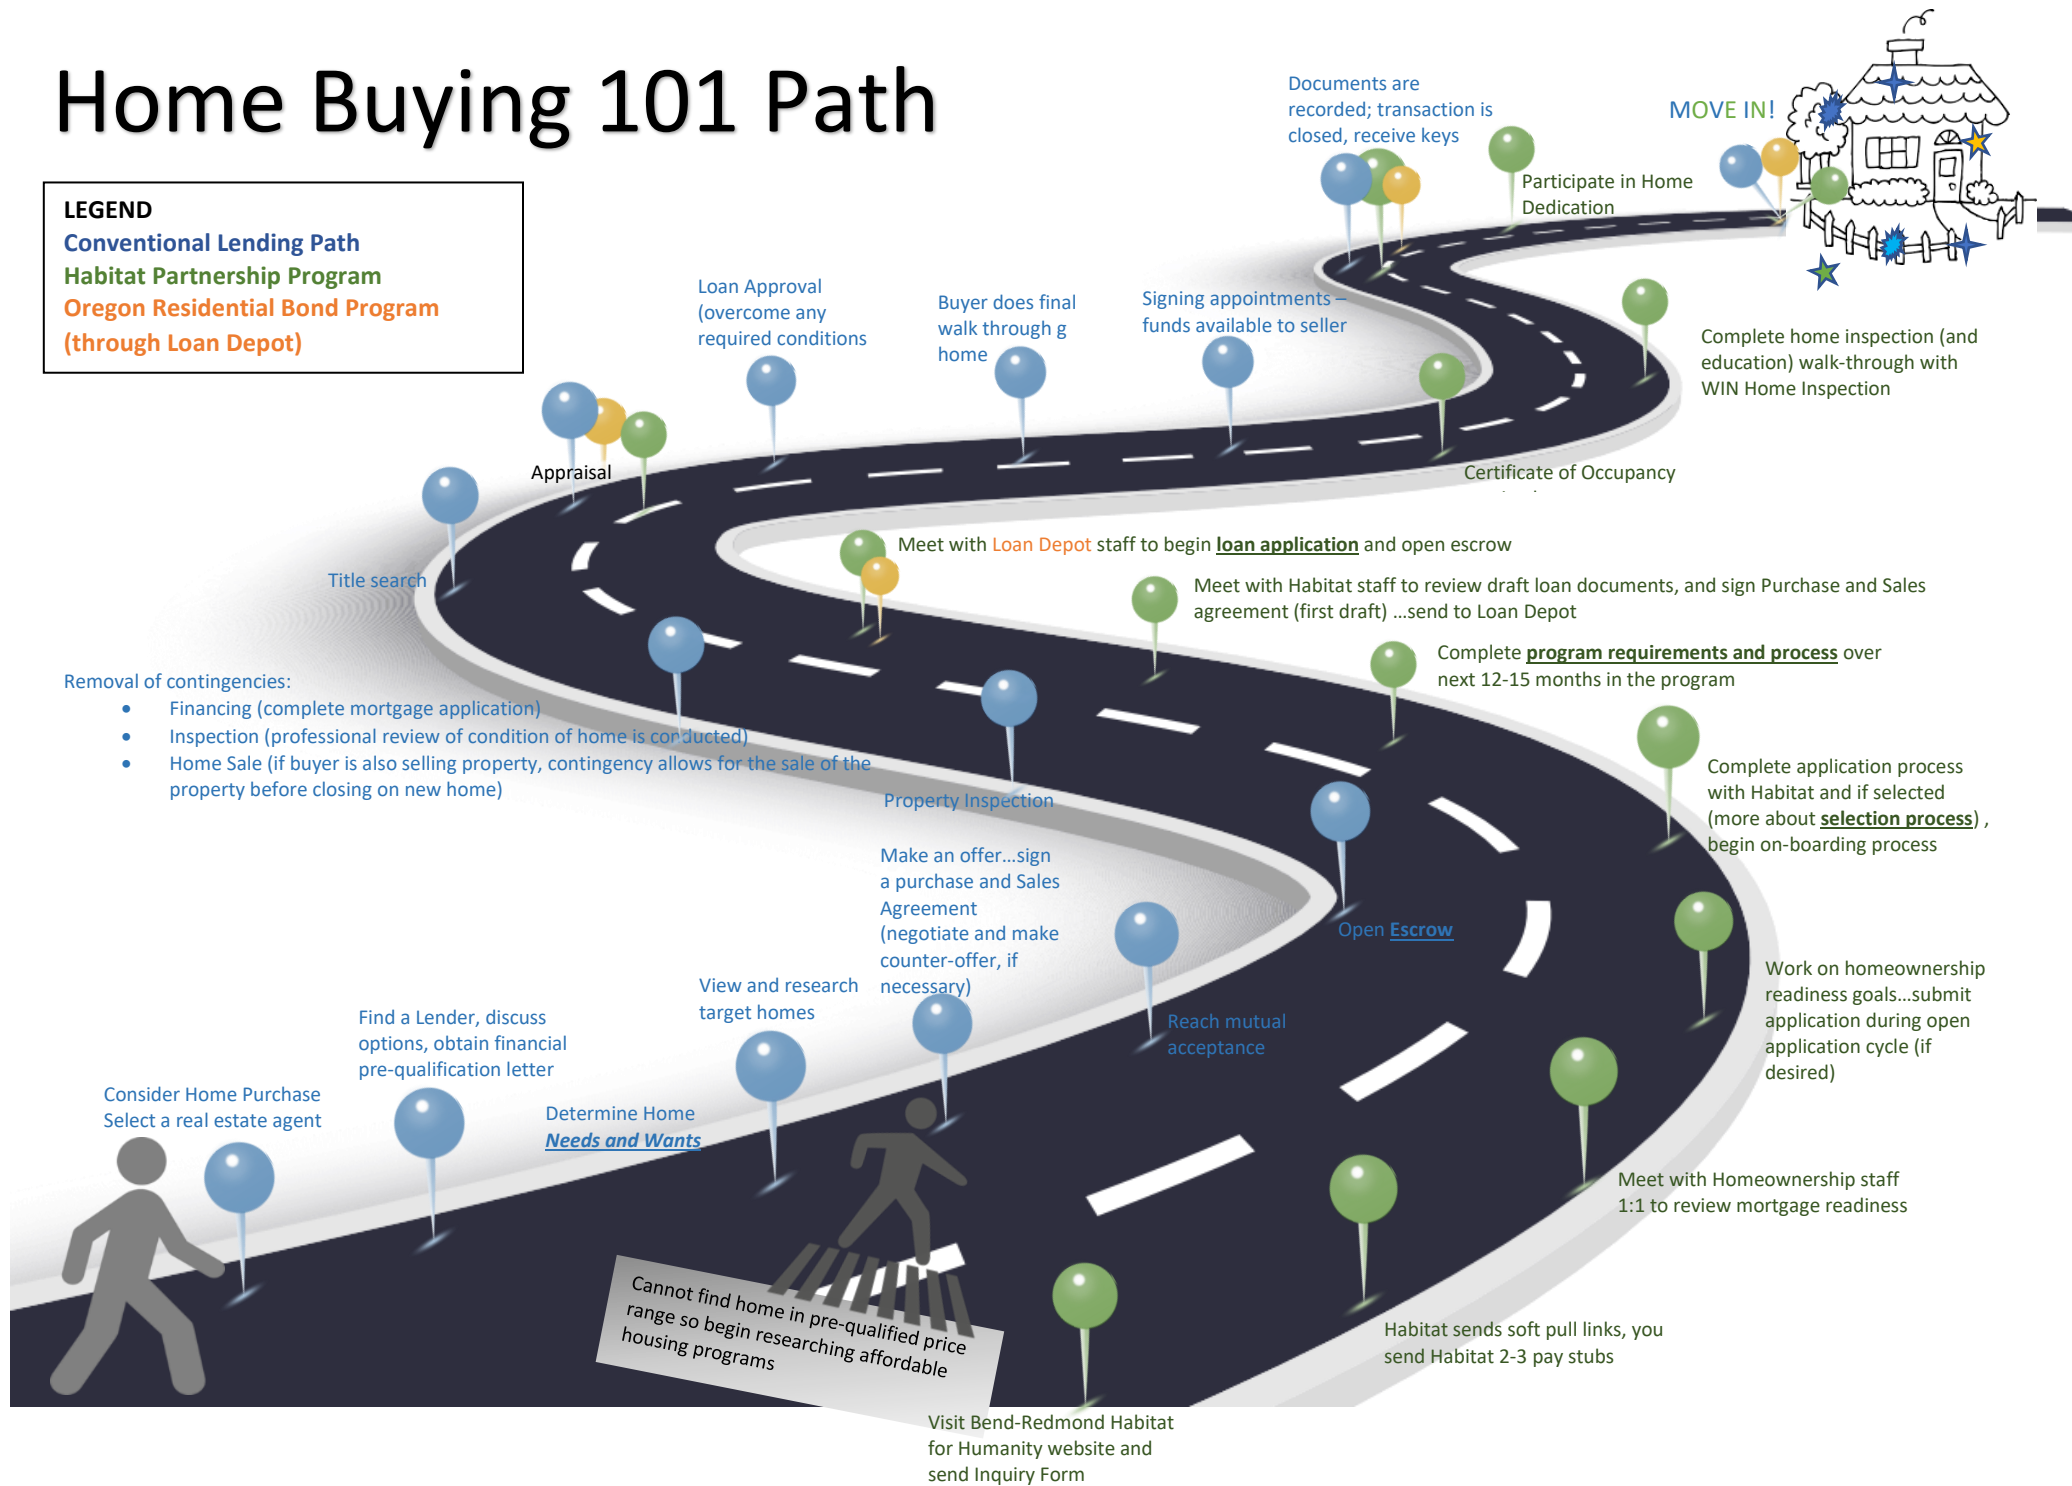 Home Buying 101 Path
LEGEND
Conventional Lending Path
Habitat Partnership Program
Oregon Residential Bond Program
(through Loan Depot)
Documents are
recorded; transaction is
closed, receive keys
MOVE IN!
Participate in Home
Dedication
Loan Approval
(overcome any
required conditions
Buyer does final
walk through g
home
Signing appointments –
funds available to seller
Complete home inspection (and
education) walk-through with
WIN Home Inspection
Appraisal
Certificate of Occupancy
Title search
Meet with Loan Depot staff to begin loan application and open escrow
Meet with Habitat staff to review draft loan documents, and sign Purchase and Sales
agreement (first draft) …send to Loan Depot
Complete program requirements and process over
next 12-15 months in the program
Removal of contingencies:
• Financing (complete mortgage application)
• Inspection (professional review of condition of home is conducted)
• Home Sale (if buyer is also selling property, contingency allows for the sale of the
property before closing on new home)
Property Inspection
Complete application process
with Habitat and if selected
(more about selection process) ,
begin on-boarding process
Make an offer…sign
a purchase and Sales
Agreement
(negotiate and make
counter-offer, if
necessary)
Open Escrow
View and research
target homes
Reach mutual
acceptance
Work on homeownership
readiness goals…submit
application during open
application cycle (if
desired)
Find a Lender, discuss
options, obtain financial
pre-qualification letter
Consider Home Purchase
Select a real estate agent
Determine Home
Needs and Wants
Meet with Homeownership staff
1:1 to review mortgage readiness
Cannot find home in pre-qualified price
range so begin researching affordable
housing programs
Habitat sends soft pull links, you
send Habitat 2-3 pay stubs
Visit Bend-Redmond Habitat
for Humanity website and
send Inquiry Form